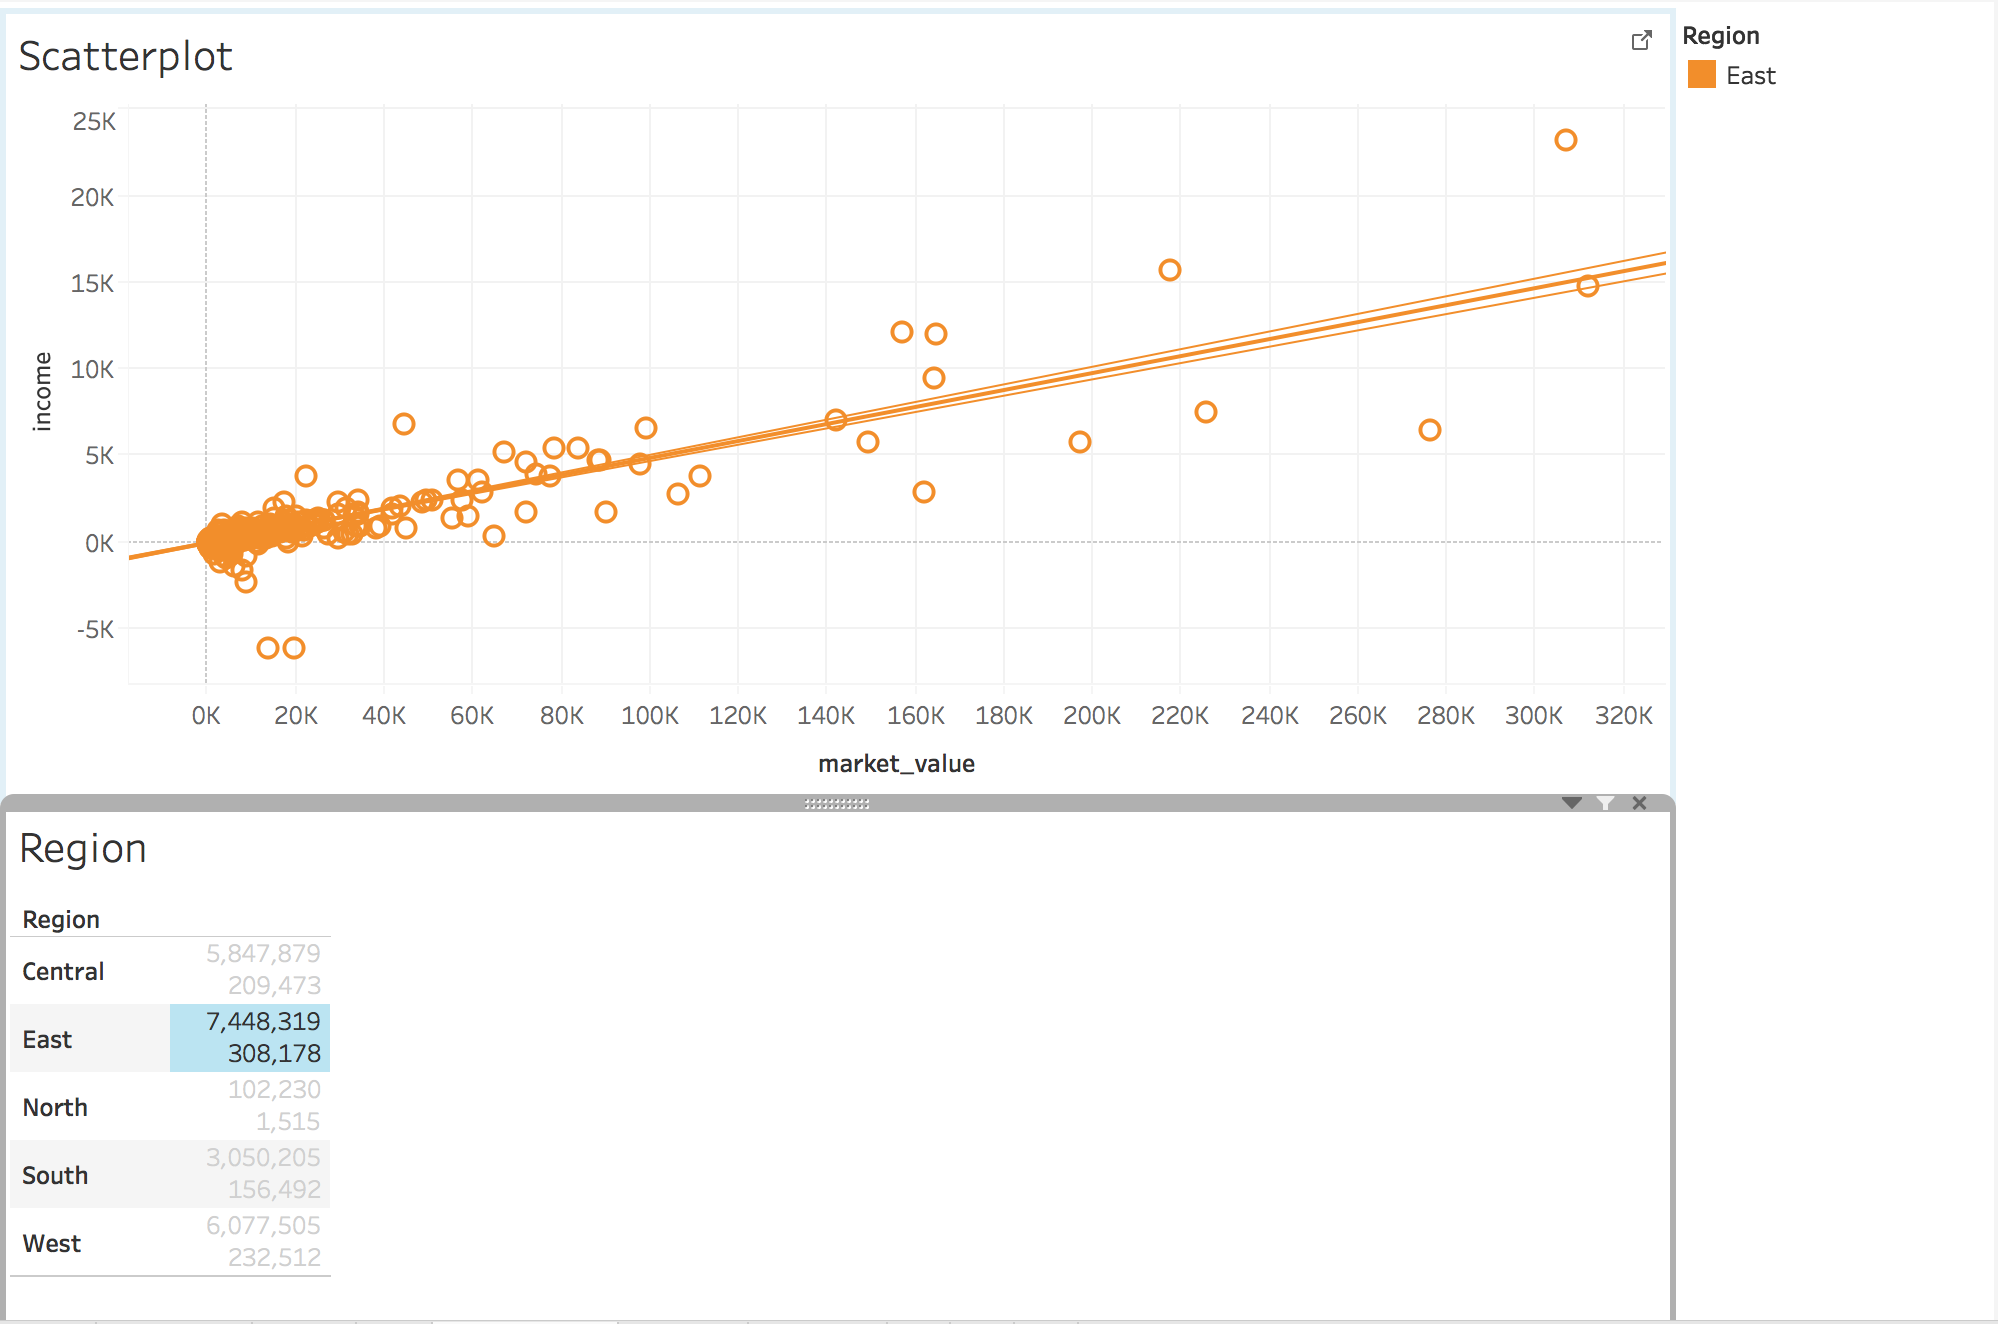 Scatterplot
25K
20K
15K
10K
5K
0K
-5K
income
0K 20K 40K 60K 80K 100K 120K 140K 160K 180K 200K 220K 240K 260K 280K 300K 320K
market_value
Region
East
Region
Region
Central 5,847,879
209,473
East 7,448,319
308,178
North 102,230
1,515
South 3,050,205
156,492
West 6,077,505
232,512